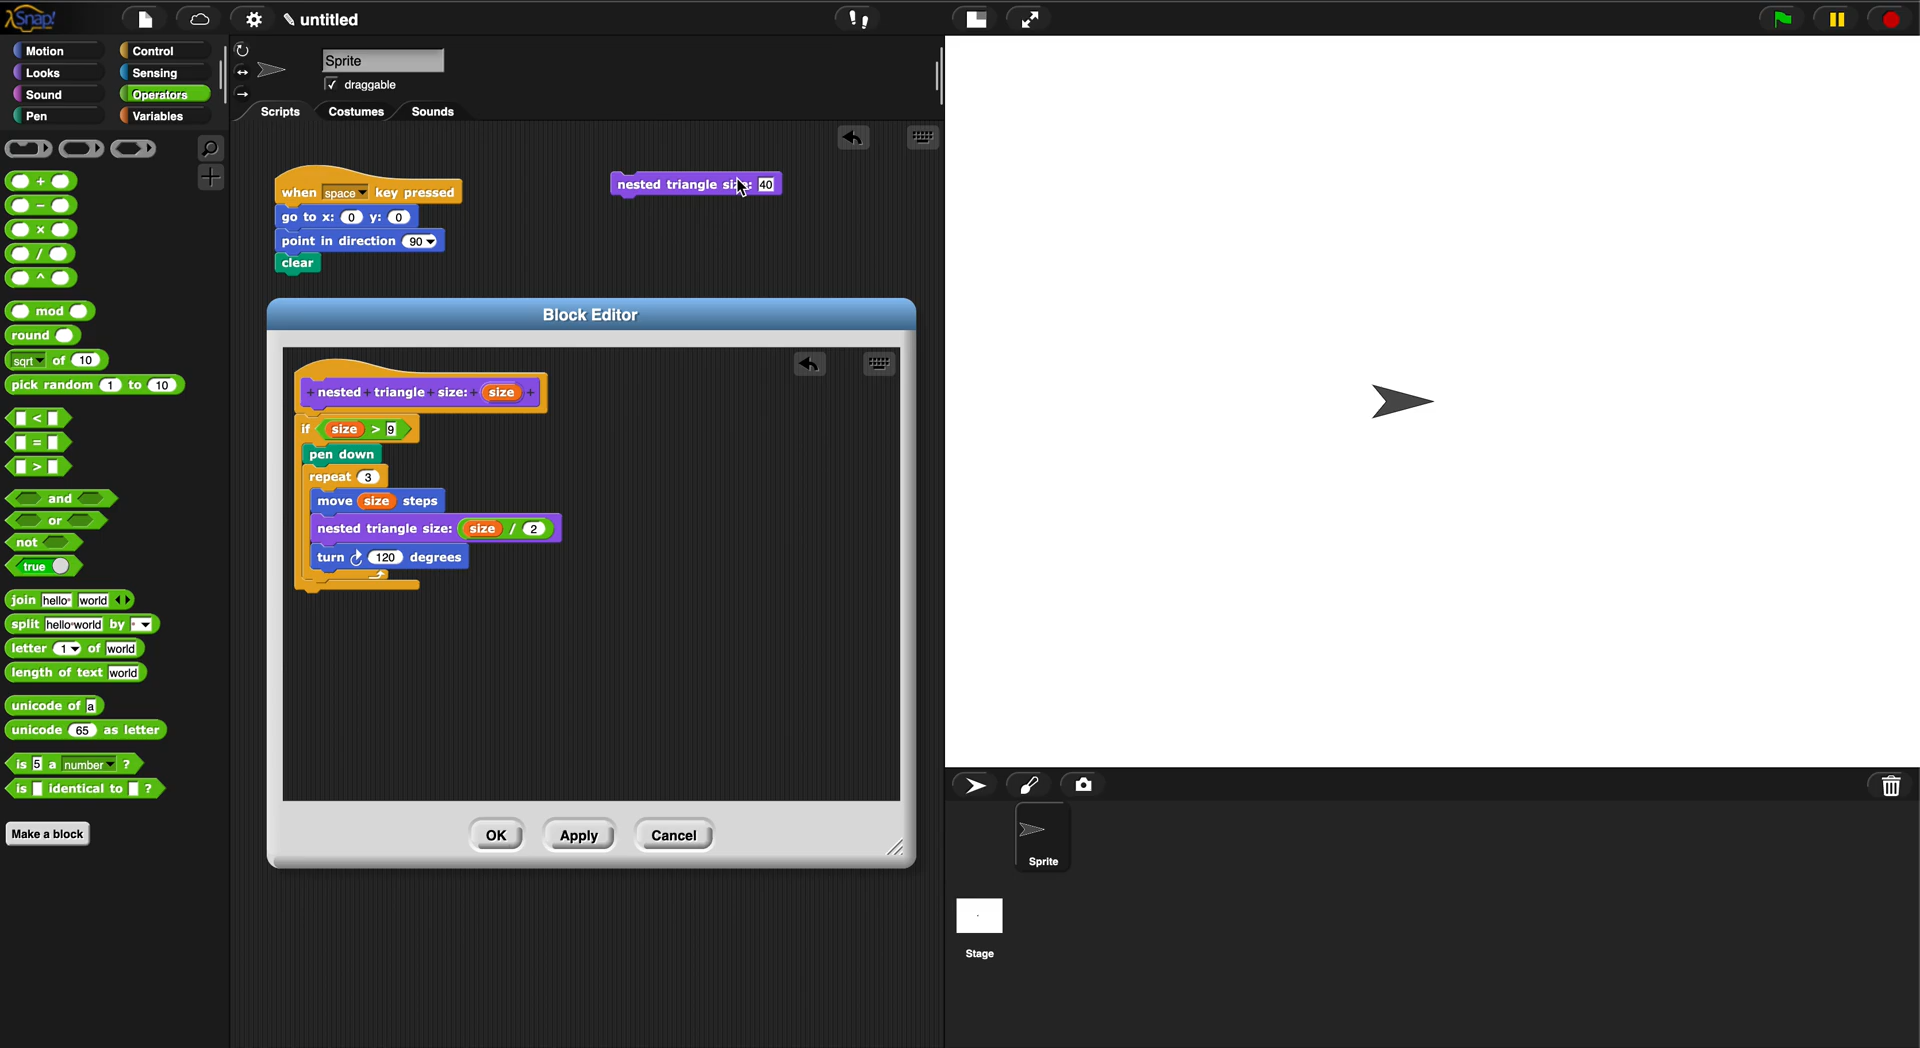 Snap!
untitled
Motion
Control
Looks
Sensing
Sound
Operators
Pen
Variables
Sprite
draggable
Scripts
Costumes
Sounds
+
−
×
/
^
mod
round
sqrt of 10
pick random 1 to 10
<
=
>
and
or
not
true
join hello world
split hello world by
letter 1 of world
length of text world
unicode of a
unicode 65 as letter
is 5 a number ?
is identical to ?
Make a block
when space key pressed
go to x: 0 y: 0
point in direction 90
clear
nested triangle size: 40
Block Editor
+ nested + triangle + size: + size +
if size > 9
pen down
repeat 3
move size steps
nested triangle size: size / 2
turn 120 degrees
OK
Apply
Cancel
Sprite
Stage